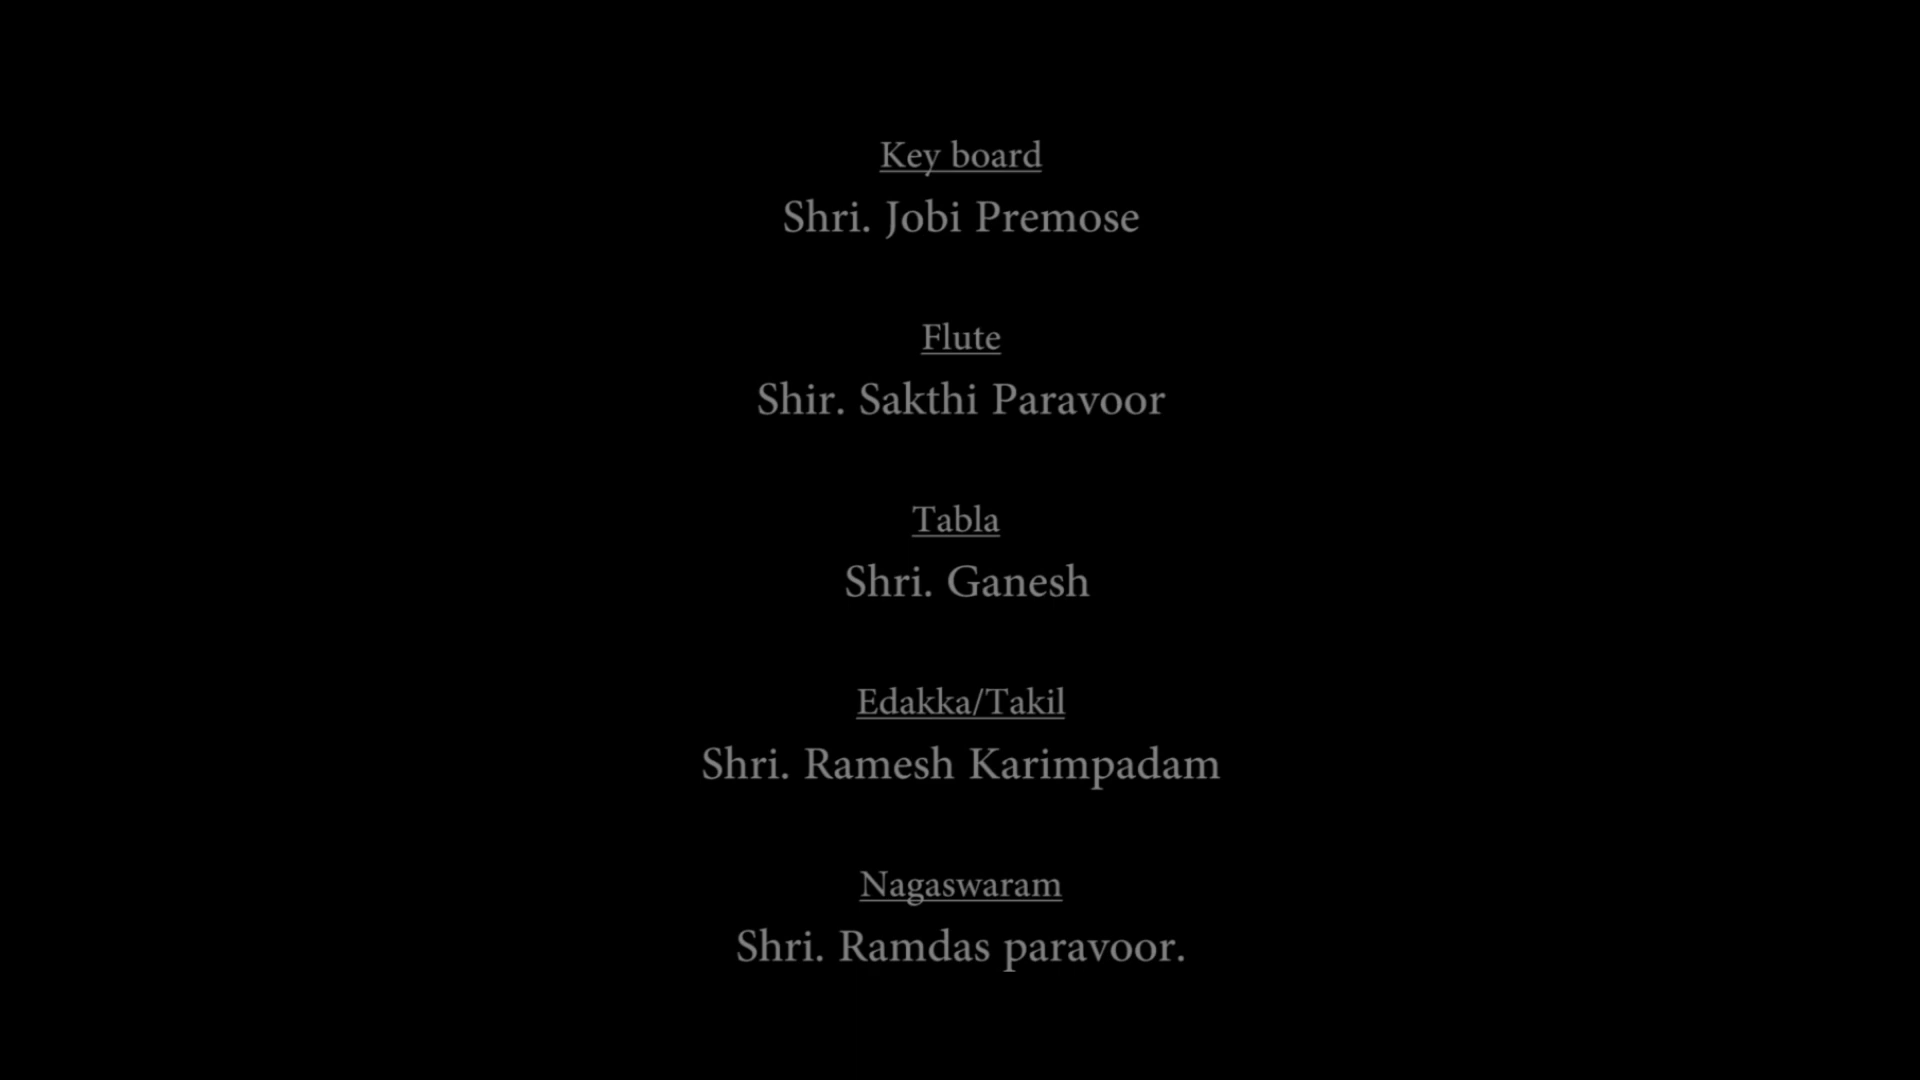 Key board
Shri. Jobi Premose
Flute
Shir. Sakthi Paravoor
Tabla
Shri. Ganesh
Edakka/Takil
Shri. Ramesh Karimpadam
Nagaswaram
Shri. Ramdas paravoor.